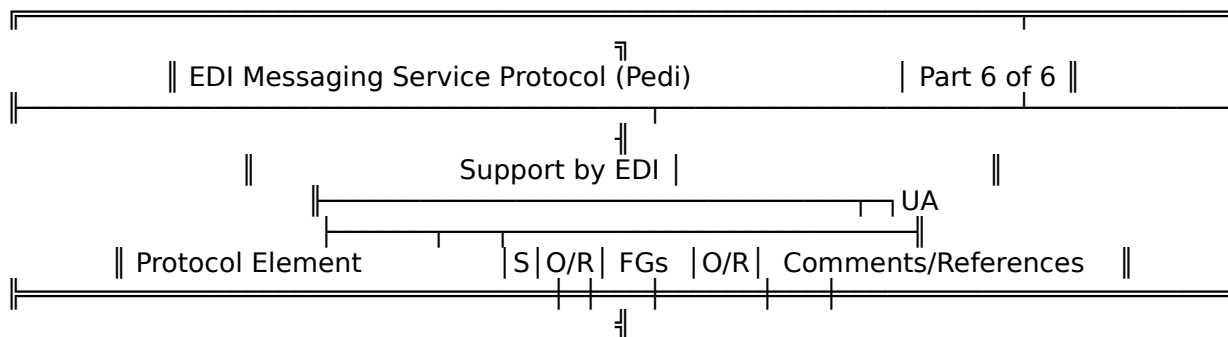 EDI Messaging Service Protocol (Pedi) Part 6 of 6
Support by EDI
UA
Protocol Element S O/R FGs O/R Comments/References